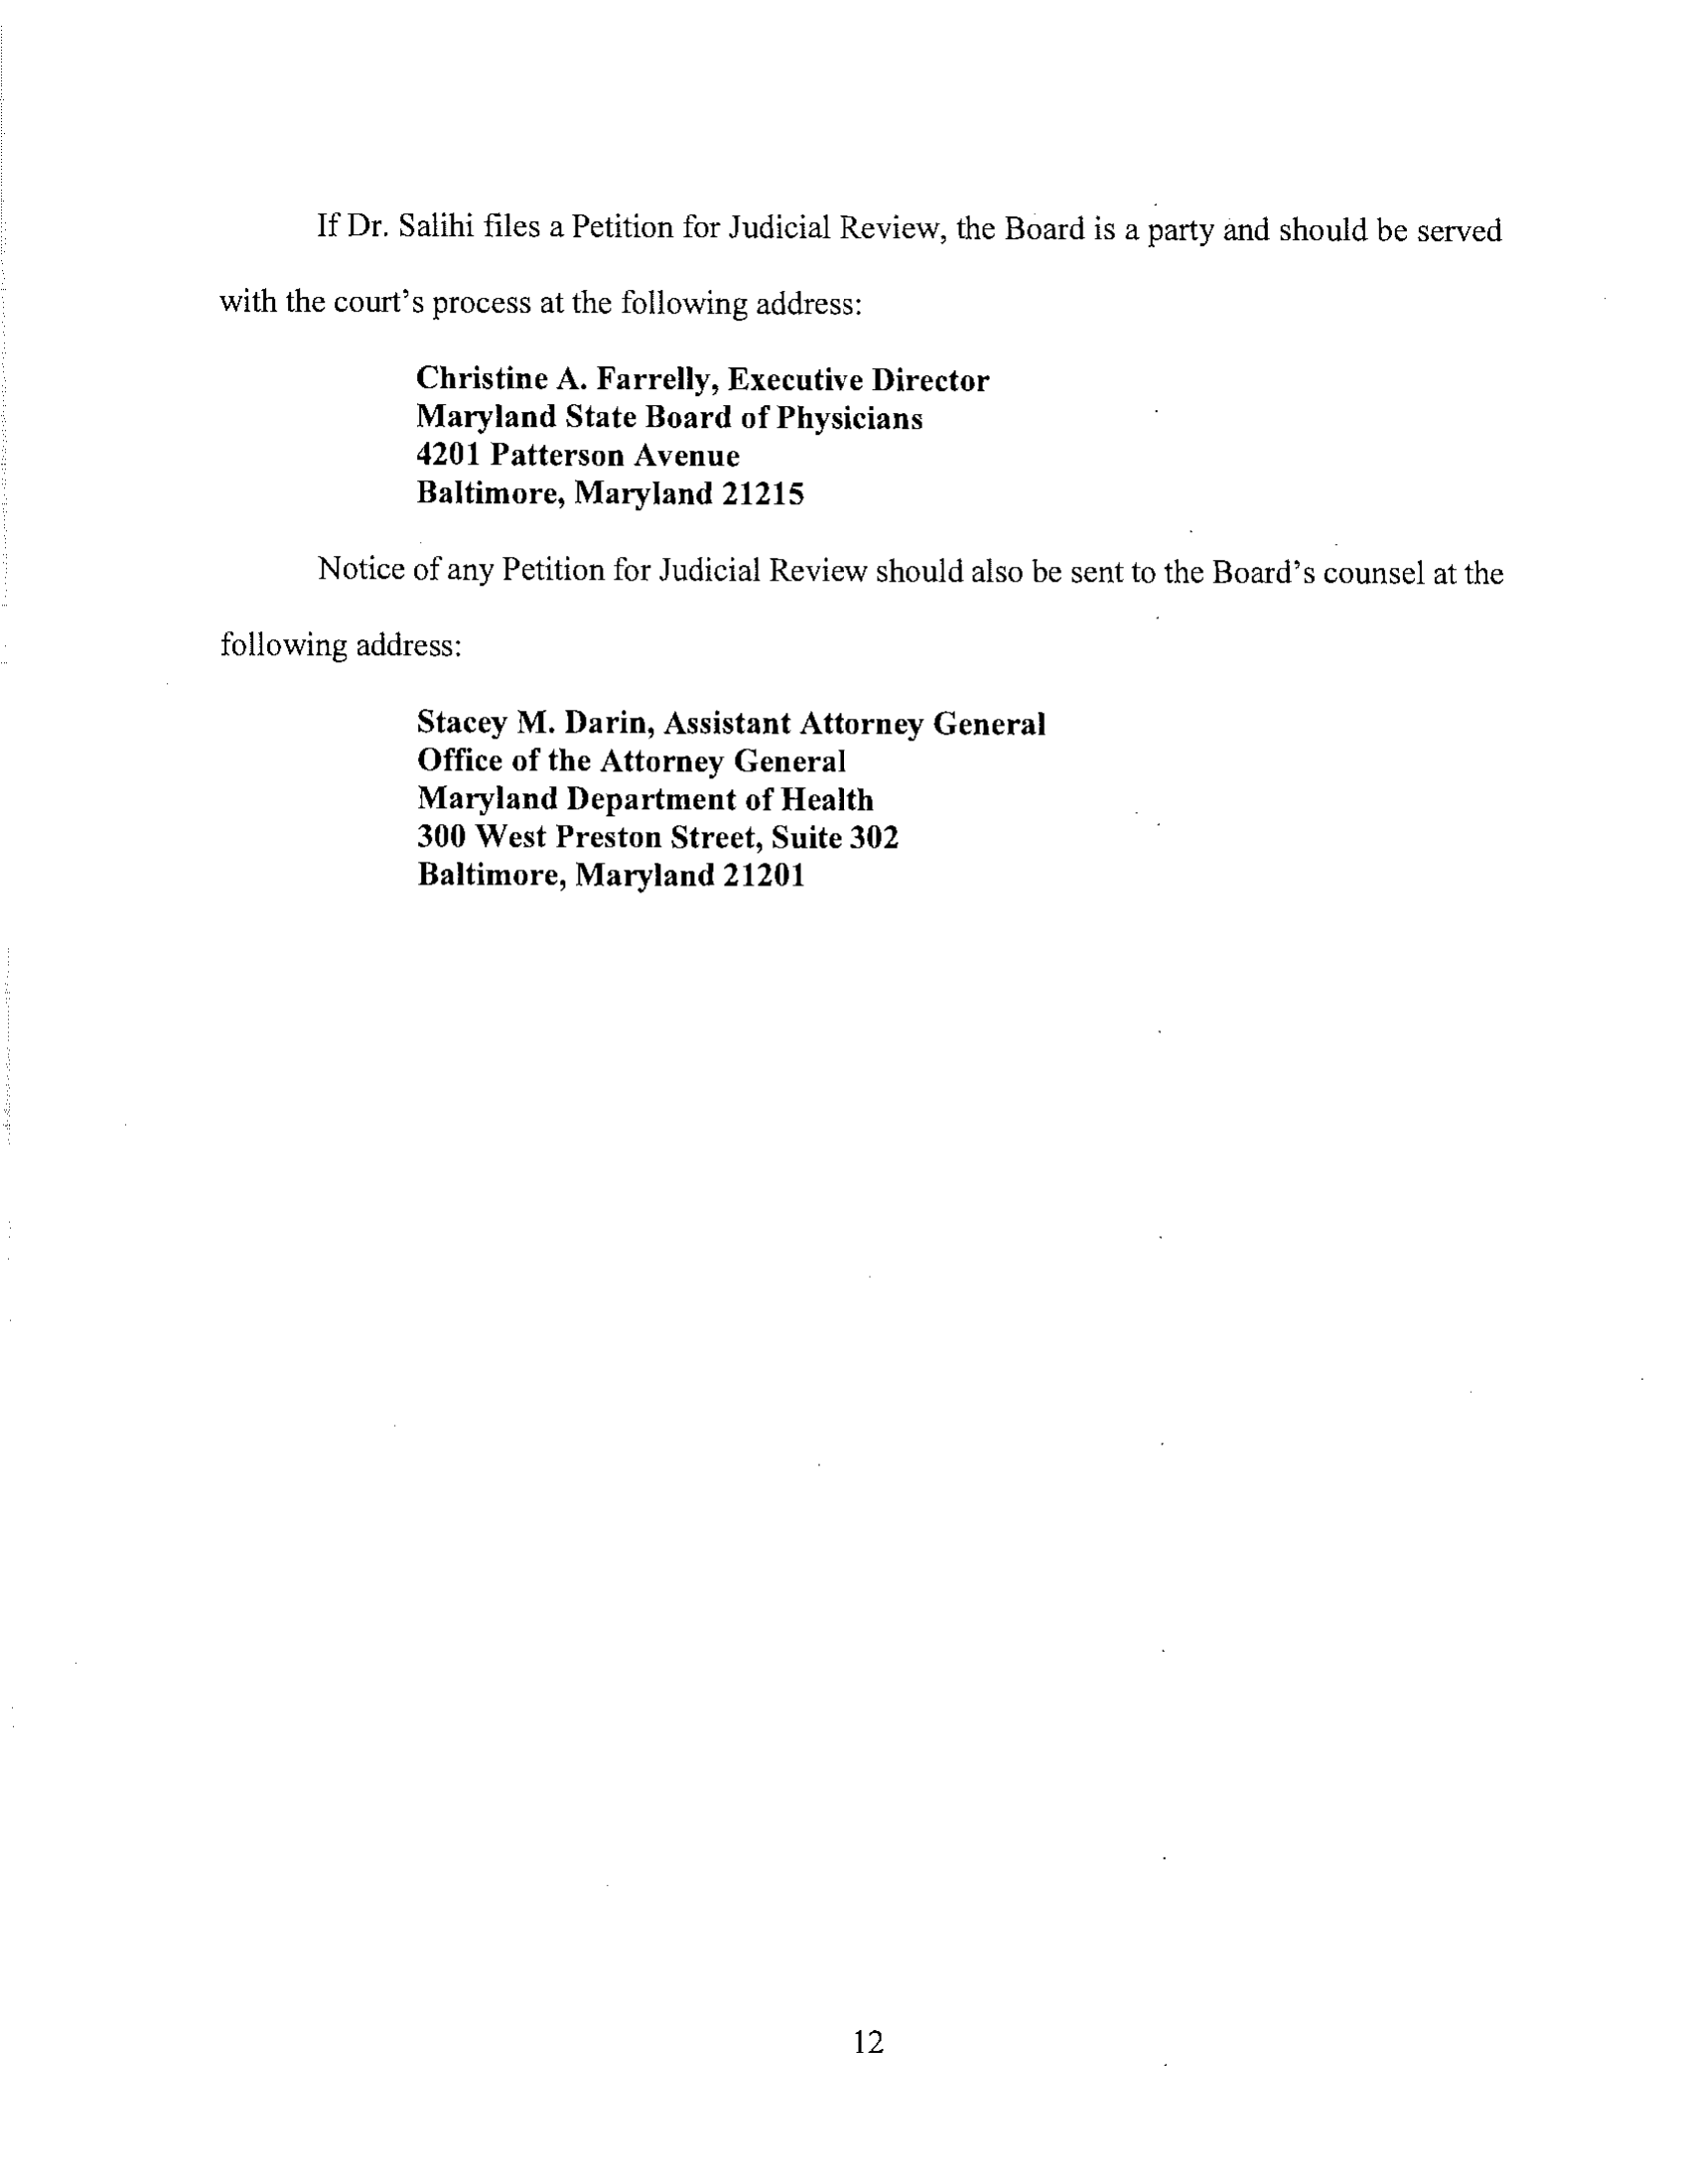 If Dr. Salihi files a Petition for Judicial Review, the Board is a party and should be served
with the court's process at the following address:
Christine A. Farrelly, Executive Director
Maryland State Board of Physicians
4201 Patterson Avenue
Baltimore, Maryland 21215
Notice of any Petition for Judicial Review should also be sent to the Board's counsel at the
following address:
Stacey M. Darin, Assistant Attorney General
Office of the Attorney General
Maryland Department of Health
300 West Preston Street, Suite 302
Baltimore, Maryland 21201
12